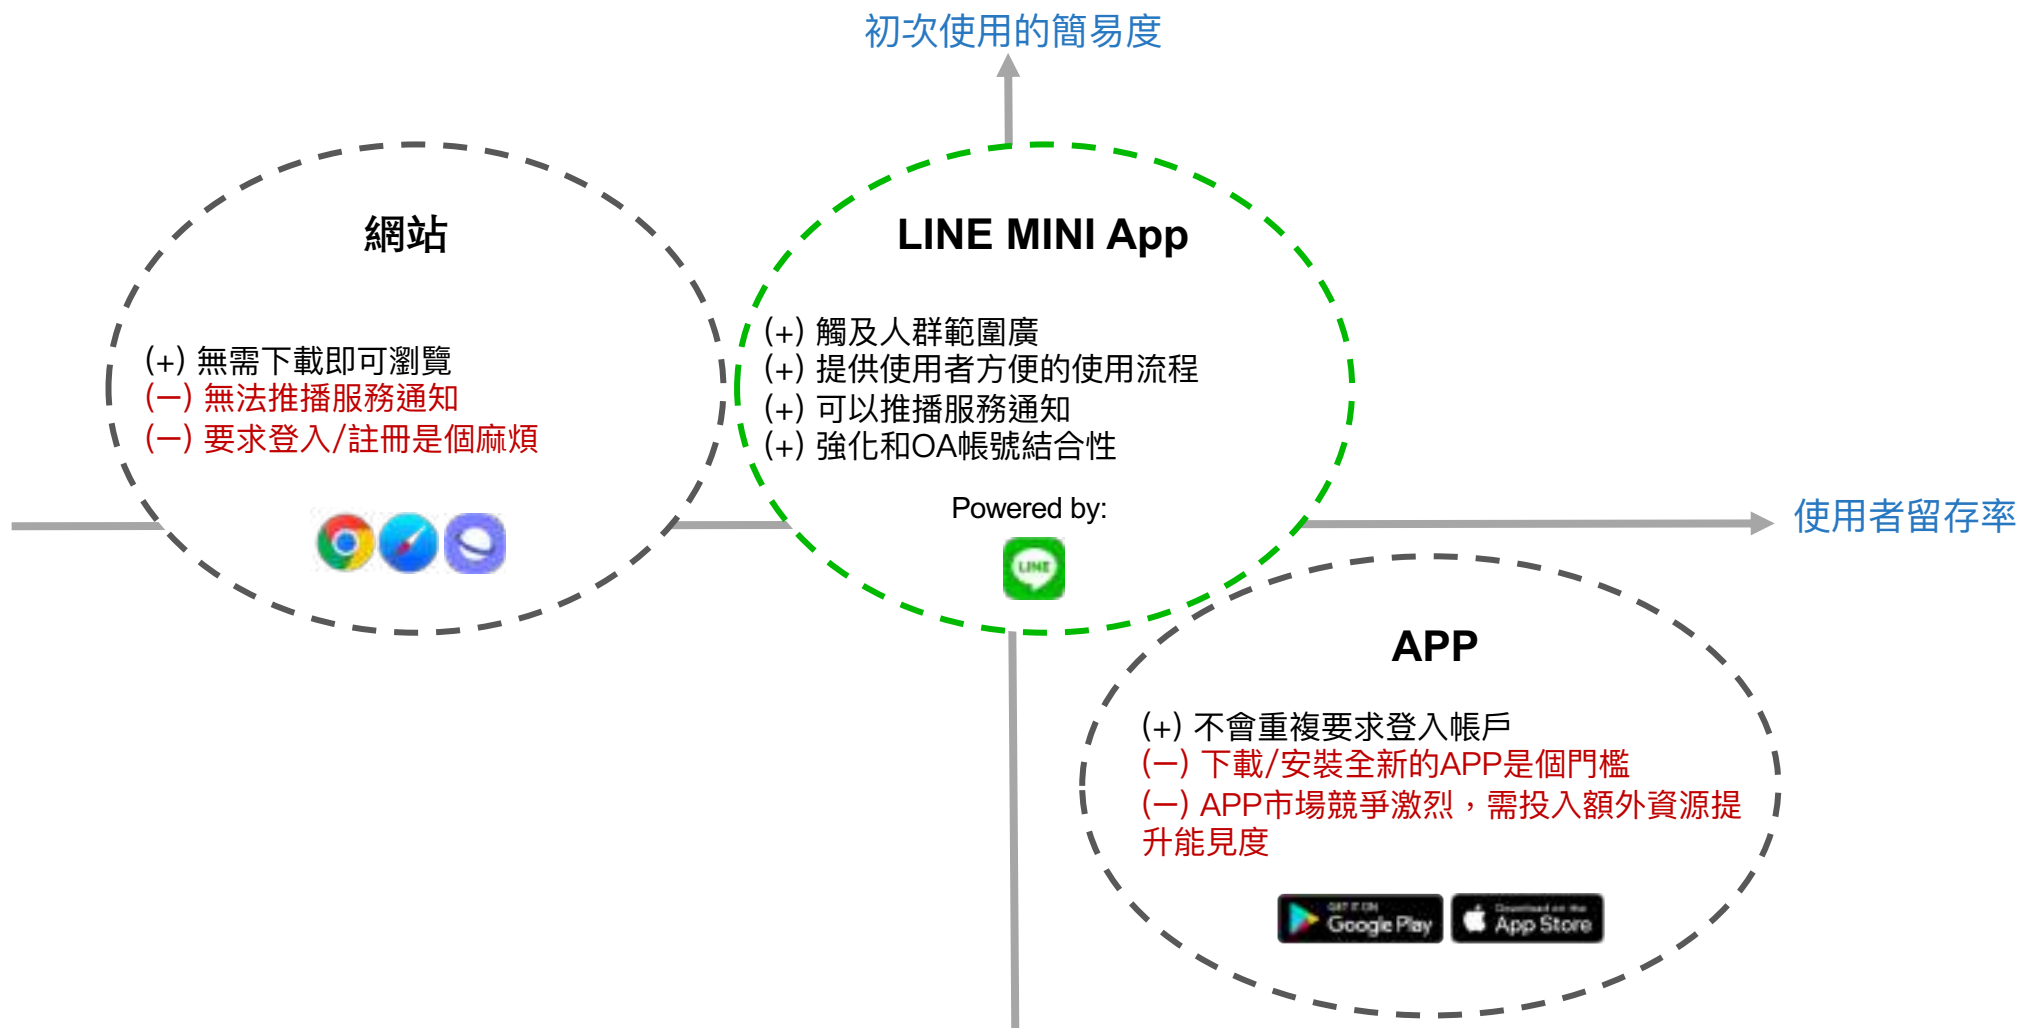 初次使用的簡易度
網站
(+) 無需下載即可瀏覽
(−) 無法推播服務通知
(−) 要求登入/註冊是個麻煩
LINE MINI App
(+) 觸及人群範圍廣
(+) 提供使用者方便的使用流程
(+) 可以推播服務通知
(+) 強化和OA帳號結合性
Powered by:
LINE
使用者留存率
APP
(+) 不會重複要求登入帳戶
(−) 下載/安裝全新的APP是個門檻
(−) APP市場競爭激烈，需投入額外資源提
升能見度
GET IT ON
Google Play
Download on the
App Store